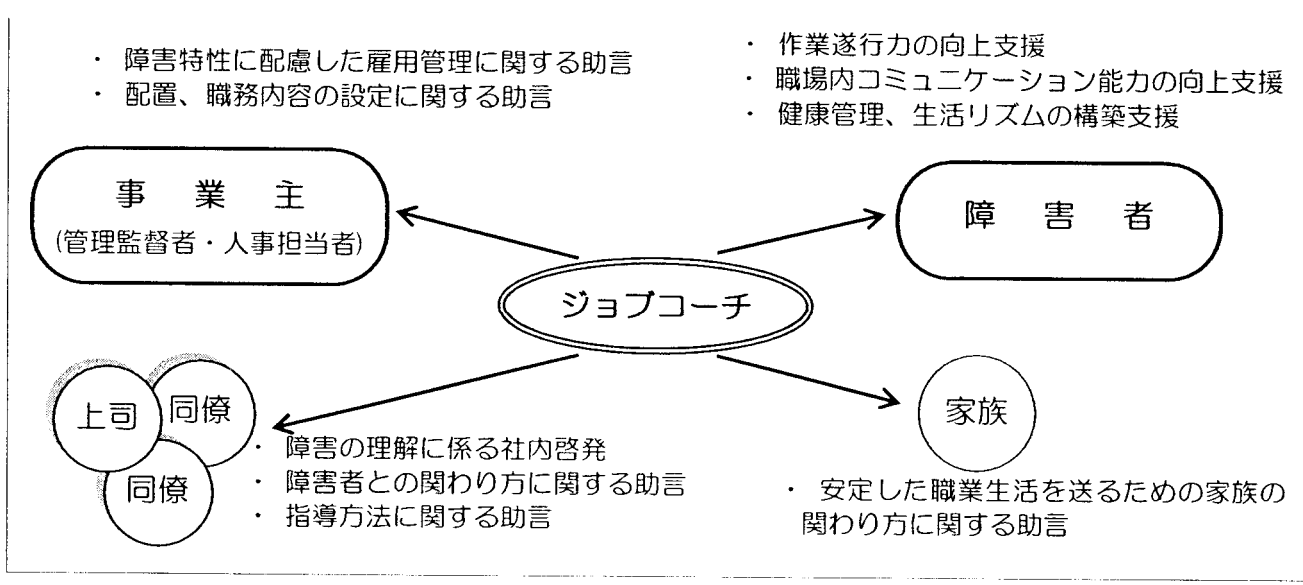 ・ 障害特性に配慮した雇用管理に関する助言
・ 配置、職務内容の設定に関する助言
・ 作業遂行力の向上支援
・ 職場内コミュニケーション能力の向上支援
・ 健康管理、生活リズムの構築支援
事 業 主
(管理監督者・人事担当者)
障 害 者
ジョブコーチ
上司
同僚
同僚
・ 障害の理解に係る社内啓発
・ 障害者との関わり方に関する助言
・ 指導方法に関する助言
家族
・ 安定した職業生活を送るための家族の
関わり方に関する助言